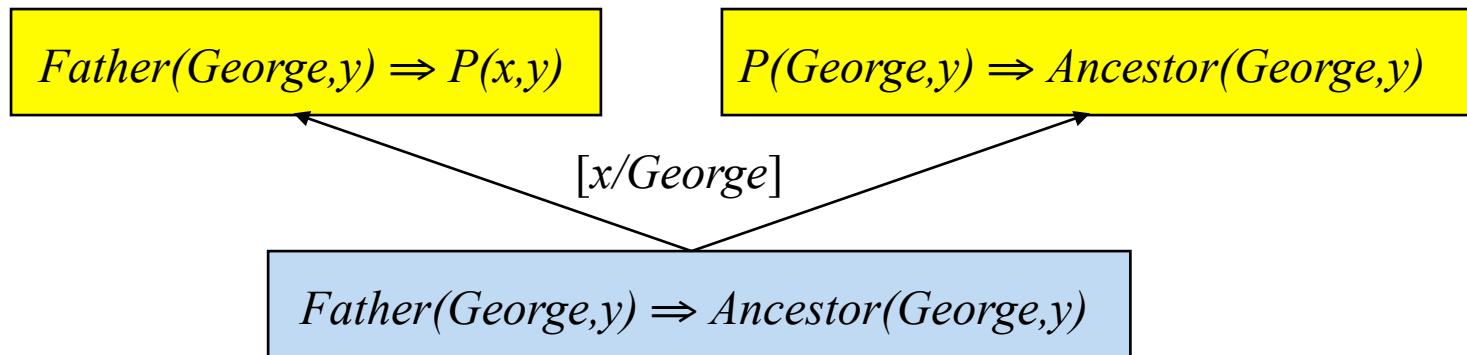 Father(George,y) ⇒ P(x,y)
P(George,y) ⇒ Ancestor(George,y)
[x/George]
Father(George,y) ⇒ Ancestor(George,y)